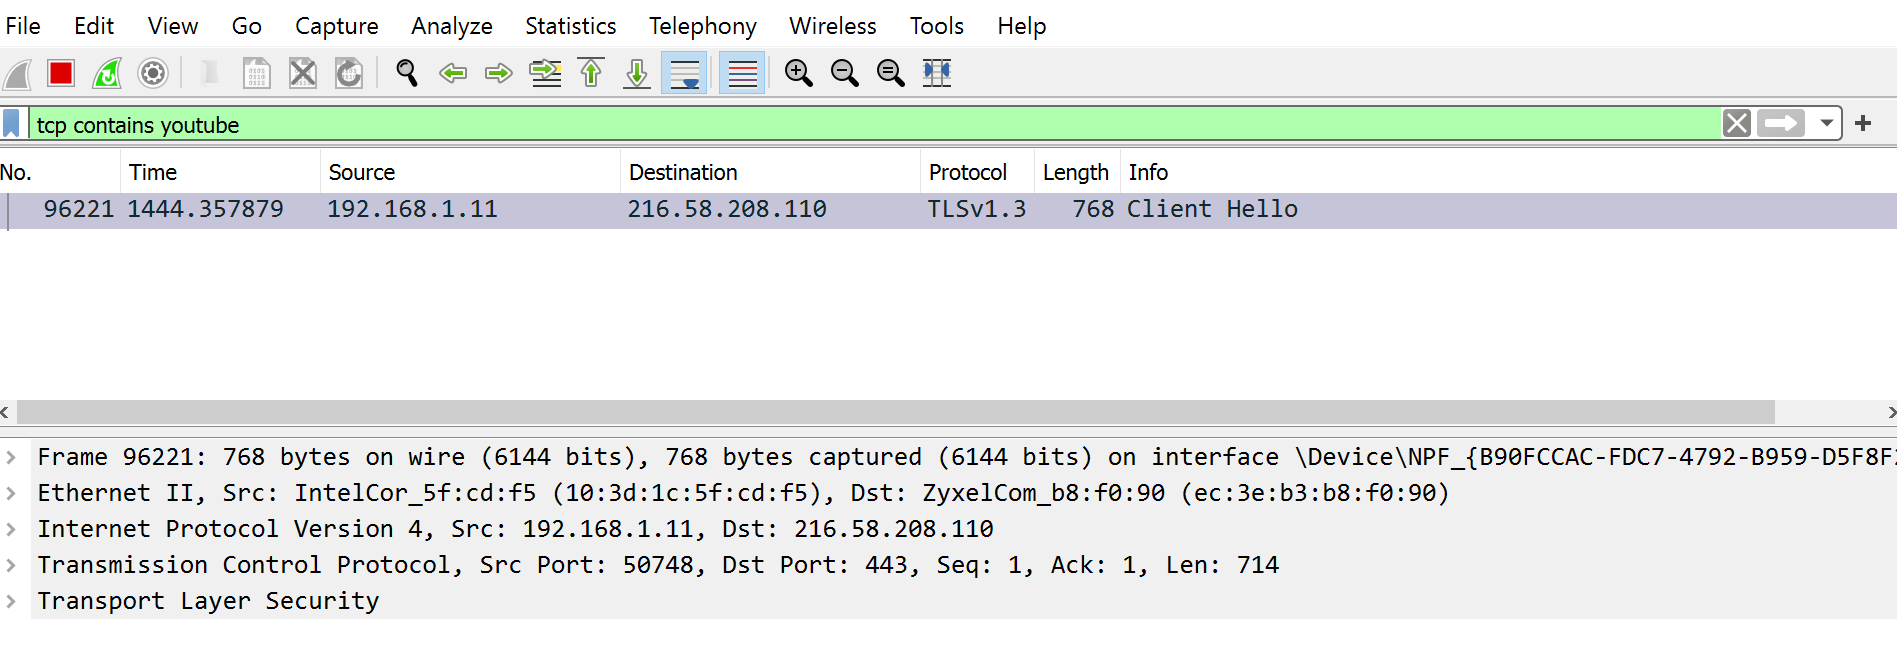 File Edit View Go Capture Analyze Statistics Telephony Wireless Tools Help
tcp contains youtube
No. Time Source Destination Protocol Length Info
96221 1444.357879 192.168.1.11 216.58.208.110 TLSv1.3 768 Client Hello
Frame 96221: 768 bytes on wire (6144 bits), 768 bytes captured (6144 bits) on interface \Device\NPF_{B90FCCAC-FDC7-4792-B959-D5F8F
Ethernet II, Src: IntelCor_5f:cd:f5 (10:3d:1c:5f:cd:f5), Dst: ZyxelCom_b8:f0:90 (ec:3e:b3:b8:f0:90)
Internet Protocol Version 4, Src: 192.168.1.11, Dst: 216.58.208.110
Transmission Control Protocol, Src Port: 50748, Dst Port: 443, Seq: 1, Ack: 1, Len: 714
Transport Layer Security